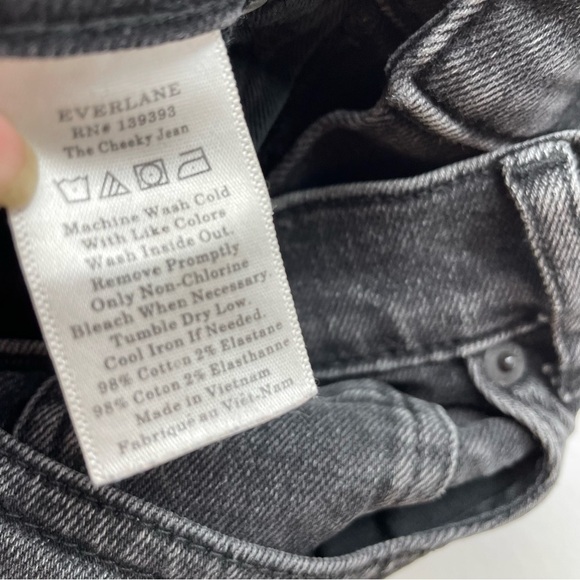 EVERLANE
RN# 139393
The Cheeky Jean
Machine Wash Cold
With Like Colors
Wash Inside Out.
Remove Promptly
Only Non-Chlorine
Bleach When Necessary.
Tumble Dry Low.
Cool Iron If Needed.
98% Cotton 2% Elastane
98% Coton 2% Elasthanne
Made in Vietnam
Fabriqué au Viêt-Nam